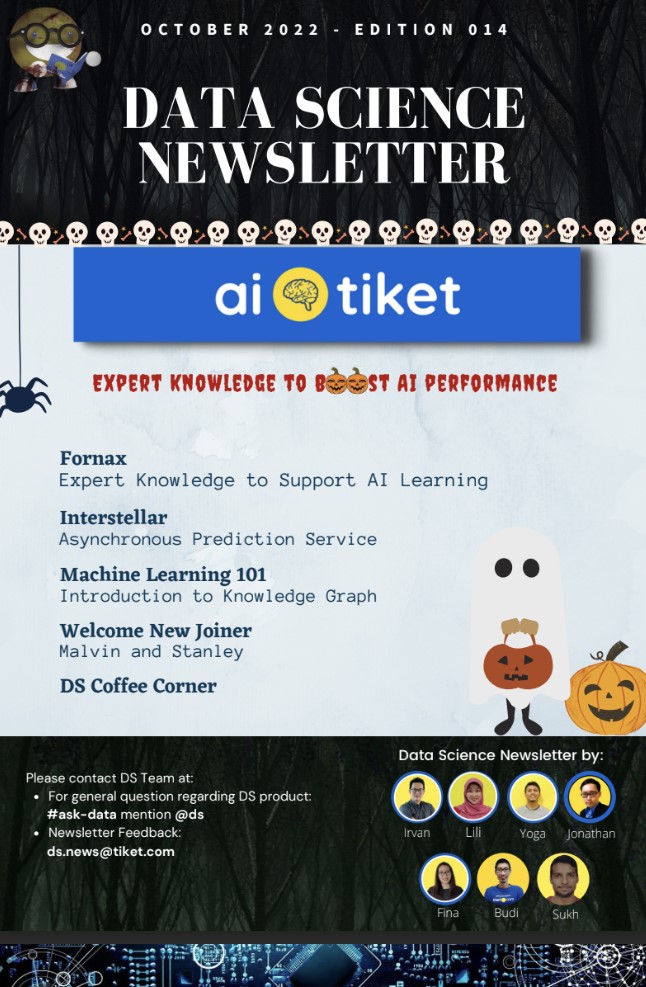 OCTOBER 2022 - EDITION 014
DATA SCIENCE
NEWSLETTER
ai tiket
EXPERT KNOWLEDGE TO BOOST AI PERFORMANCE
Fornax
Expert Knowledge to Support AI Learning
Interstellar
Asynchronous Prediction Service
Machine Learning 101
Introduction to Knowledge Graph
Welcome New Joiner
Malvin and Stanley
DS Coffee Corner
Please contact DS Team at:
• For general question regarding DS product:
#ask-data mention @ds
• Newsletter Feedback:
ds.news@tiket.com
Data Science Newsletter by:
Irvan Lili Yoga Jonathan
Fina Budi Sukh